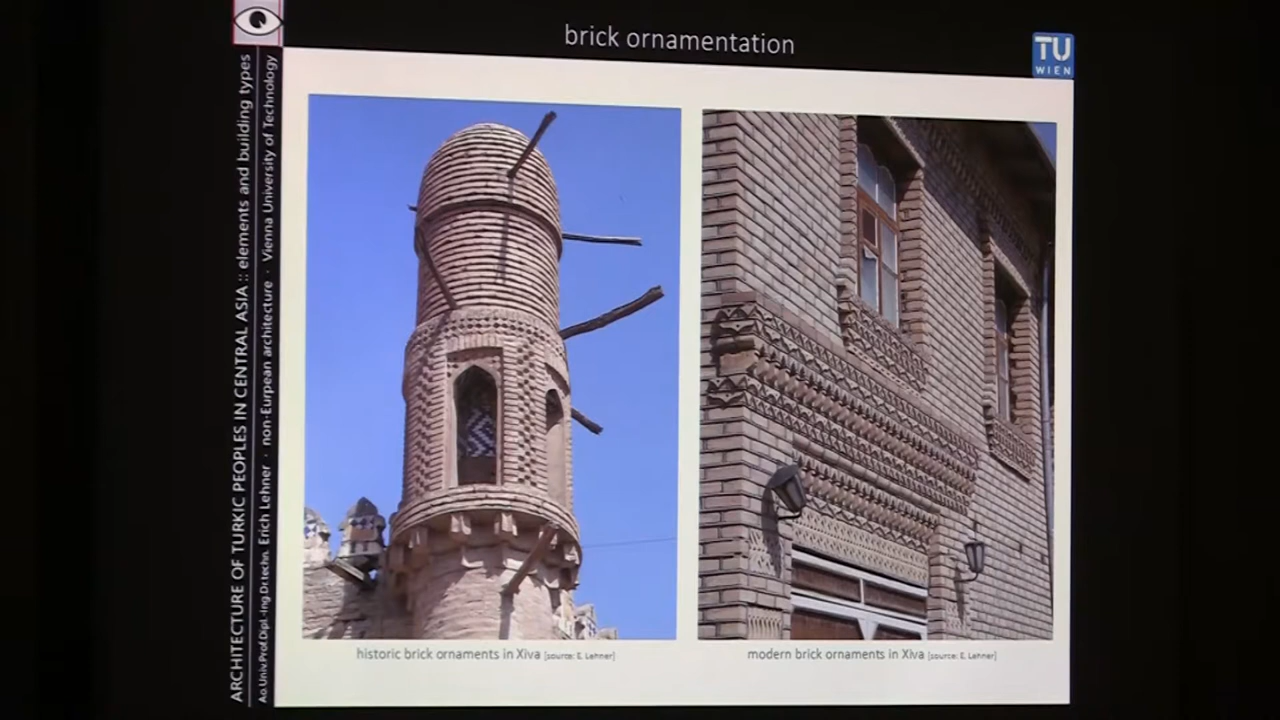 brick ornamentation
TU
WIEN
ARCHITECTURE OF TURKIC PEOPLES IN CENTRAL ASIA :: elements and building types
Ao.Univ.Prof.Dipl.-Ing.Dr.techn. Erich Lehner · non-Eurpean architecture · Vienna University of Technology
historic brick ornaments in Xiva [source: E. Lehner]
modern brick ornaments in Xiva [source: E. Lehner]